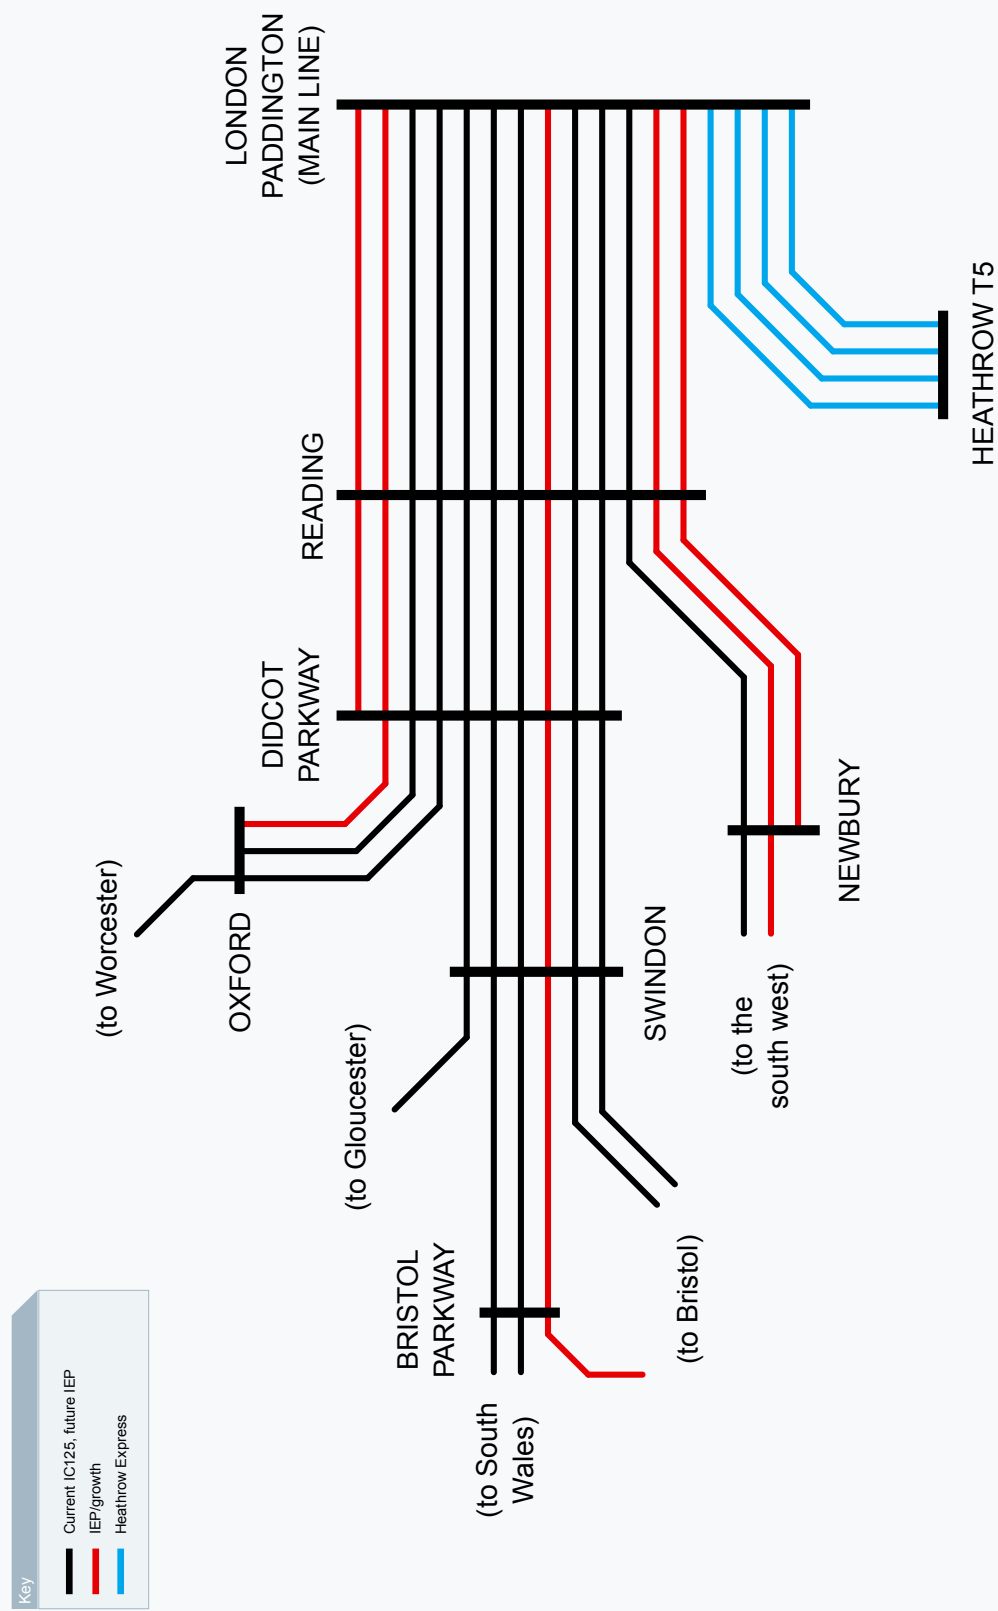 Key
Current IC125, future IEP
IEP/growth
Heathrow Express
(to Worcester)
OXFORD
DIDCOT
PARKWAY
READING
LONDON
PADDINGTON
(MAIN LINE)
(to Gloucester)
BRISTOL
PARKWAY
(to South
Wales)
SWINDON
(to Bristol)
(to the
south west)
NEWBURY
HEATHROW T5